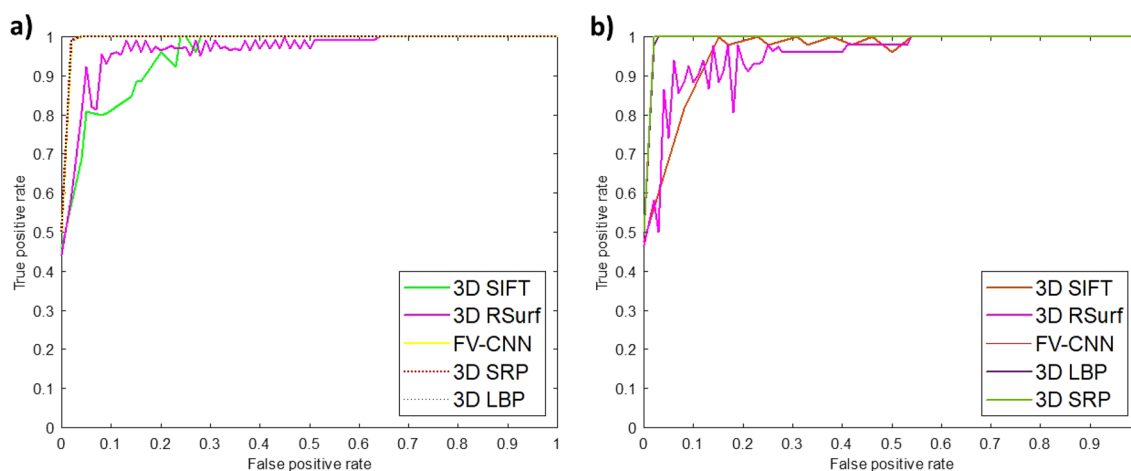 a)
1
0.9
0.8
0.7
0.6
0.5
0.4
0.3
0.2
0.1
0
True positive rate
3D SIFT
3D RSurf
FV-CNN
3D SRP
3D LBP
0 0.1 0.2 0.3 0.4 0.5 0.6 0.7 0.8 0.9 1
False positive rate
b)
1
0.9
0.8
0.7
0.6
0.5
0.4
0.3
0.2
0.1
0
True positive rate
3D SIFT
3D RSurf
FV-CNN
3D LBP
3D SRP
0 0.1 0.2 0.3 0.4 0.5 0.6 0.7 0.8 0.9
False positive rate